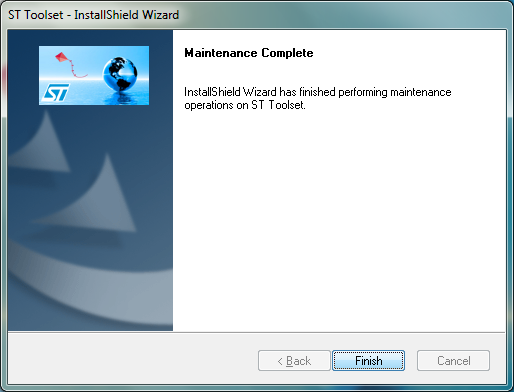 ST Toolset - InstallShield Wizard
ST
Maintenance Complete
InstallShield Wizard has finished performing maintenance
operations on ST Toolset.
< Back
Finish
Cancel